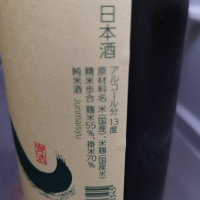 日本酒
アルコール分 13度
原材料名 米(国産)、米麹(国産米)
精米歩合 麹米55%、掛米70%
純米酒 Junmaisyu